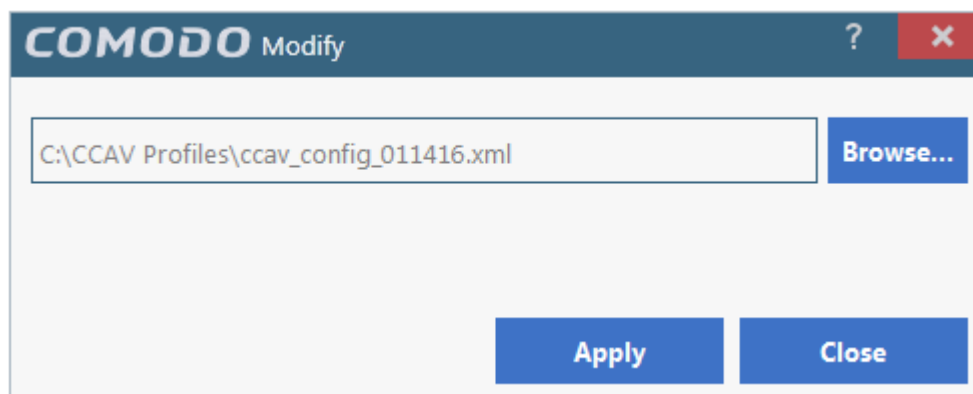 COMODO Modify ?
C:\CCAV Profiles\ccav_config_011416.xml Browse...
Apply Close